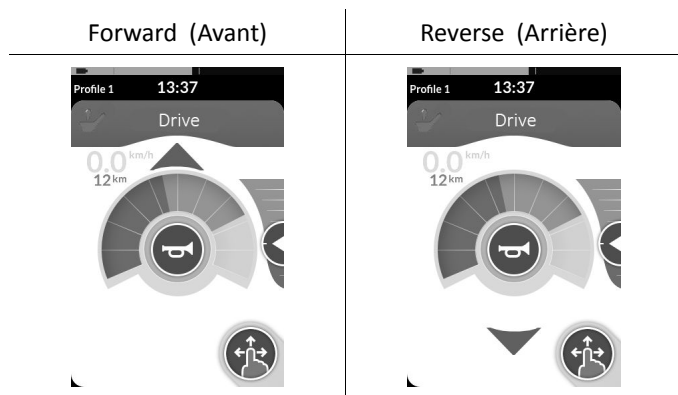 Forward (Avant)
Reverse (Arrière)
Profile 1 13:37
Drive
0.0 km/h
12 km
Profile 1 13:37
Drive
0.0 km/h
12 km